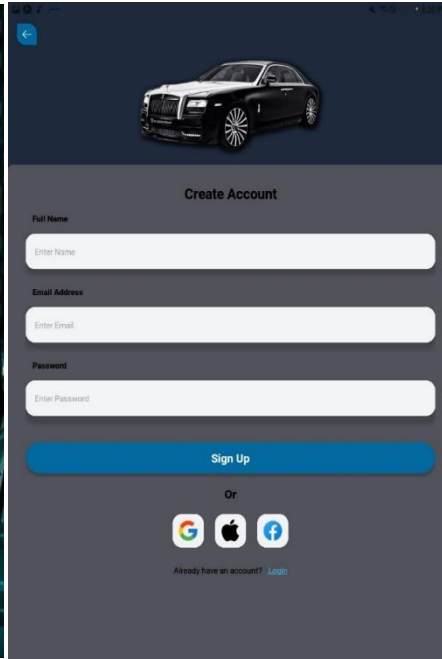 Create Account
Full Name
Enter Name
Email Address
Enter Email
Password
Enter Password
Sign Up
Or
Already have an account? Login